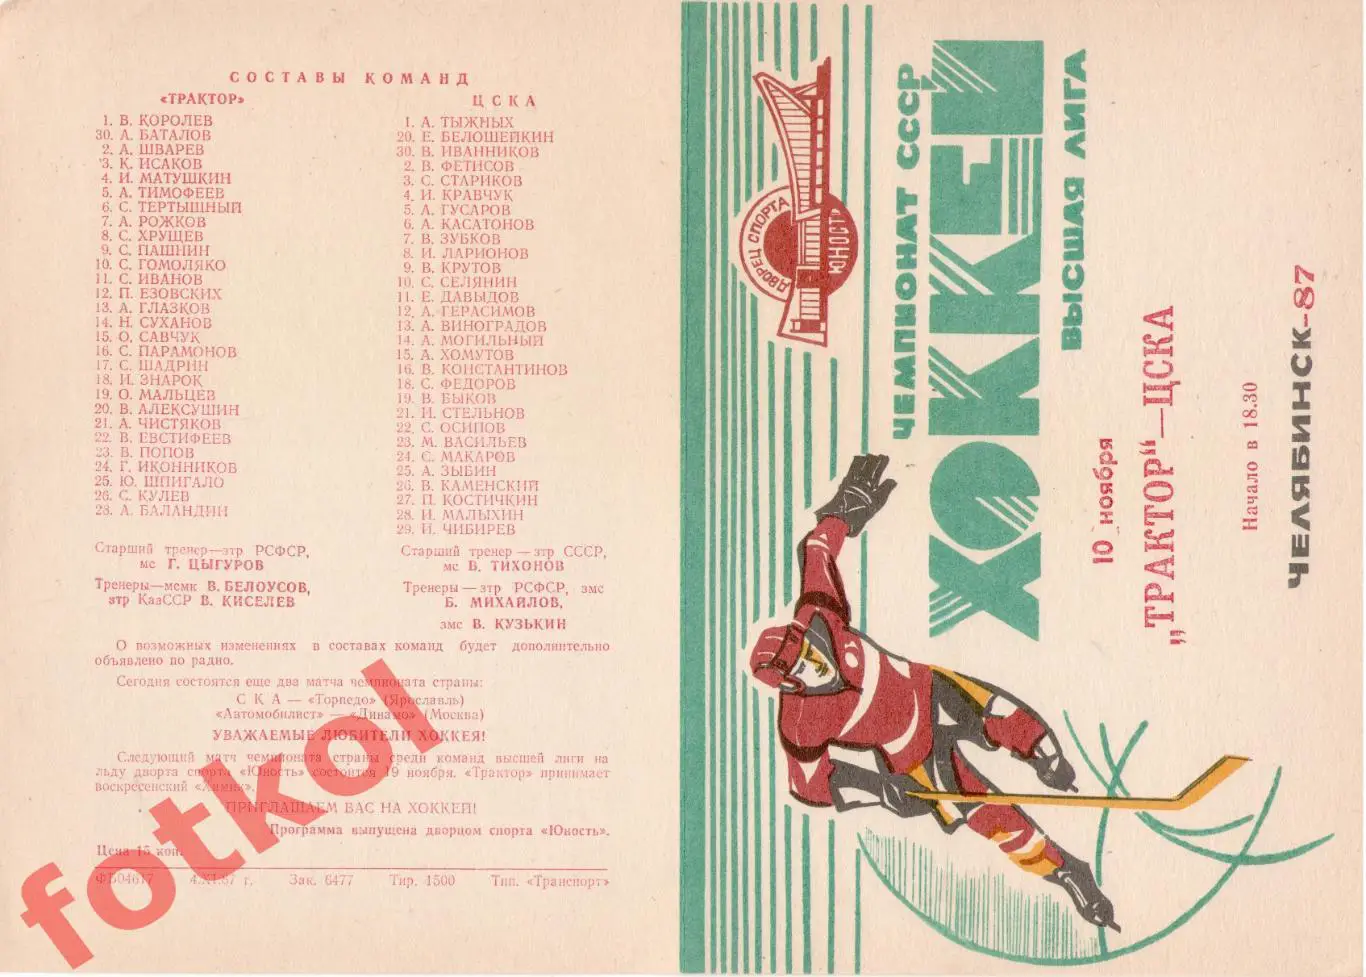 СОСТАВЫ КОМАНД
«ТРАКТОР»
1. В. КОРОЛЕВ
30. А. БАТАЛОВ
2. А. ШВАРЕВ
3. К. ИСАКОВ
4. И. МАТУШКИН
5. А. ТИМОФЕЕВ
6. С. ТЕРТЫШНЫЙ
7. А. РОЖКОВ
8. С. ХРУЩЕВ
9. С. ПАШНИН
10. С. ГОМОЛЯКО
11. С. ИВАНОВ
12. П. ЕЗОВСКИХ
13. А. ГЛАЗКОВ
14. Н. СУХАНОВ
15. О. САВЧУК
16. С. ПАРАМОНОВ
17. С. ШАДРИН
18. И. ЗНАРОК
19. О. МАЛЬЦЕВ
20. В. АЛЕКСУШИН
21. А. ЧИСТЯКОВ
22. В. ЕВСТИФЕЕВ
23. В. ПОПОВ
24. Г. ИКОННИКОВ
25. Ю. ШПИГАЛО
26. С. КУЛЕВ
28. А. БАЛАНДИН
Старший тренер—зтр РСФСР,
мс Г. ЦЫГУРОВ
Тренеры—мсмк В. БЕЛОУСОВ,
зтр КазССР В. КИСЕЛЕВ
ЦСКА
1. А. ТЫЖНЫХ
20. Е. БЕЛОШЕЙКИН
30. В. ИВАННИКОВ
2. В. ФЕТИСОВ
3. С. СТАРИКОВ
4. И. КРАВЧУК
5. А. ГУСАРОВ
6. А. КАСАТОНОВ
7. В. ЗУБКОВ
8. И. ЛАРИОНОВ
9. В. КРУТОВ
10. С. СЕЛЯНИН
11. Е. ДАВЫДОВ
12. А. ГЕРАСИМОВ
13. А. ВИНОГРАДОВ
14. А. МОГИЛЬНЫЙ
15. А. ХОМУТОВ
16. В. КОНСТАНТИНОВ
18. С. ФЕДОРОВ
19. В. БЫКОВ
21. И. СТЕЛЬНОВ
22. С. ОСИПОВ
23. М. ВАСИЛЬЕВ
24. С. МАКАРОВ
25. А. ЗЫБИН
26. В. КАМЕНСКИЙ
27. П. КОСТИЧКИН
28. И. МАЛЫХИН
29. И. ЧИБИРЕВ
Старший тренер — зтр СССР,
мс В. ТИХОНОВ
Тренеры—зтр РСФСР, змс
Б. МИХАЙЛОВ,
змс В. КУЗЬКИН
О возможных изменениях в составах команд будет дополнительно
объявлено по радио.
Сегодня состоятся еще два матча чемпионата страны:
СКА — «Торпедо» (Ярославль)
«Автомобилист» — «Динамо» (Москва)
УВАЖАЕМЫЕ ЛЮБИТЕЛИ ХОККЕЯ!
Следующий матч чемпионата страны среди команд высшей лиги на
льду дворта спорта «Юность» состоится 19 ноября. «Трактор» принимает
воскресенский «Химик».
ПРИГЛАШАЕМ ВАС НА ХОККЕЙ!
Программа выпущена дворцом спорта «Юность».
Цена 15 коп.
ФБ04617 4.XI.87 г. Зак. 6477 Тир. 1500 Тип. «Транспорт»
fotkol
ДВОРЕЦ СПОРТА
ЮНОСТЬ
ЧЕМПИОНАТ СССР
ХОККЕЙ
ВЫСШАЯ ЛИГА
10 ноября
„ТРАКТОР“—ЦСКА
Начало в 18.30
ЧЕЛЯБИНСК-87